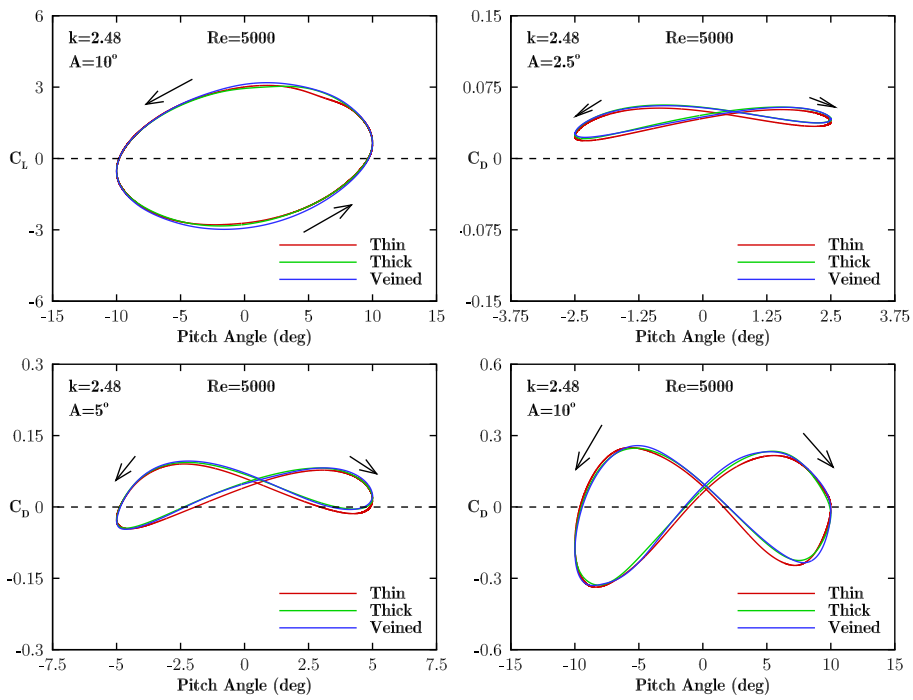 6
k=2.48 Re=5000
A=10°
3
C_L 0
-3
Thin
Thick
Veined
-6
-15 -10 -5 0 5 10 15
Pitch Angle (deg)
0.15
k=2.48 Re=5000
A=2.5°
0.075
C_D 0
-0.075
Thin
Thick
Veined
-0.15
-3.75 -2.5 -1.25 0 1.25 2.5 3.75
Pitch Angle (deg)
0.3
k=2.48 Re=5000
A=5°
0.15
C_D 0
-0.15
Thin
Thick
Veined
-0.3
-7.5 -5 -2.5 0 2.5 5 7.5
Pitch Angle (deg)
0.6
k=2.48 Re=5000
A=10°
0.3
C_D 0
-0.3
Thin
Thick
Veined
-0.6
-15 -10 -5 0 5 10 15
Pitch Angle (deg)